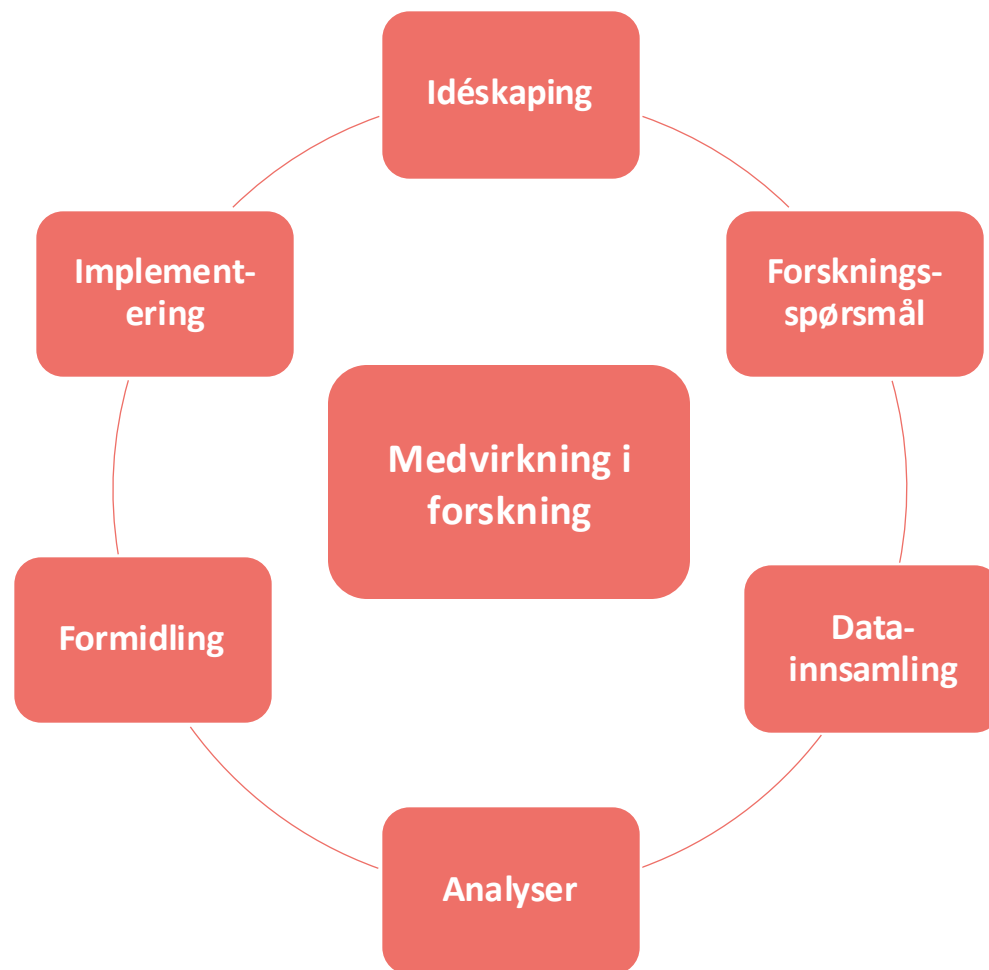 Idéskaping
Forsknings-
spørsmål
Data-
innsamling
Analyser
Formidling
Implement-
ering
Medvirkning i
forskning